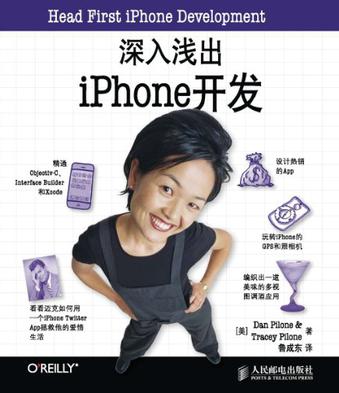 Head First iPhone Development
深入浅出
iPhone开发
精通
Objectiv-C、
Interface Builder
和Xcode
设计热销
的App
玩转iPhone的
GPS和照相机
编织出一道
美味的多视
图调酒应用
看看迈克如何用
一个iPhone Twitter
App拯救他的爱情
生活
[美] Dan Pilone & Tracey Pilone 著
鲁成东 译
O'REILLY®
人民邮电出版社
POSTS & TELECOM PRESS